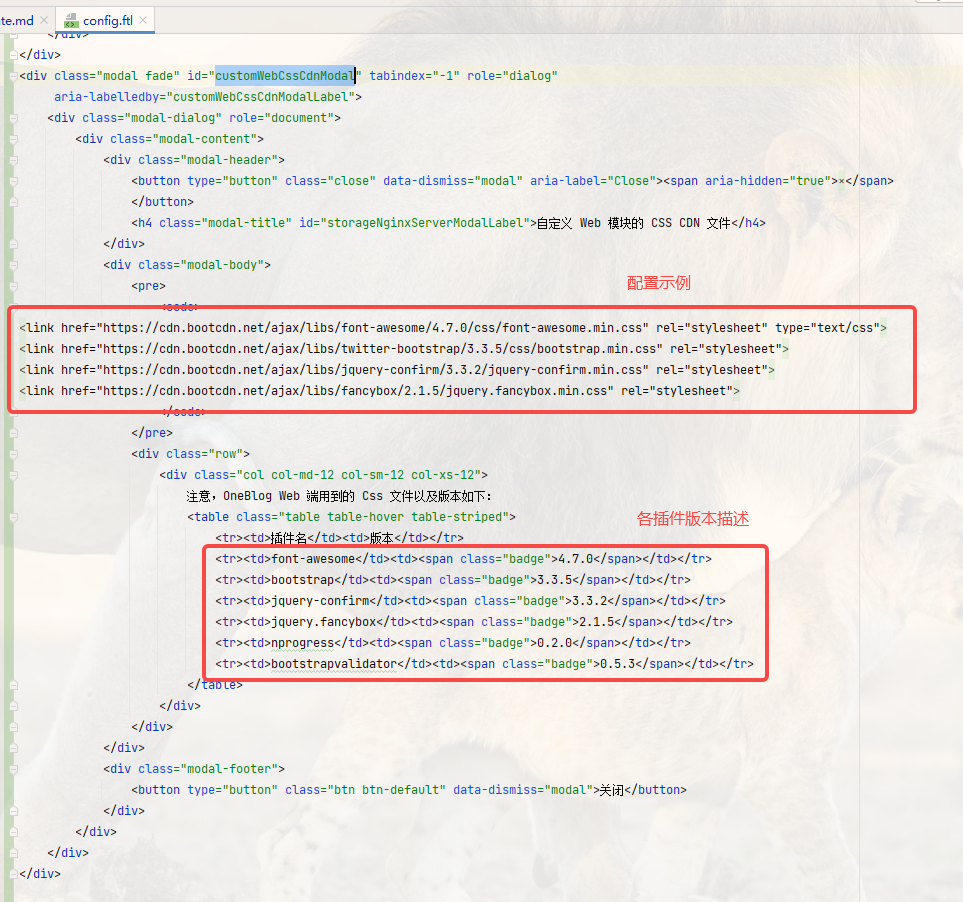 te.md × config.ftl ×
</div>
</div>
<div class="modal fade" id="customWebCssCdnModal" tabindex="-1" role="dialog"
aria-labelledby="customWebCssCdnModalLabel">
<div class="modal-dialog" role="document">
<div class="modal-content">
<div class="modal-header">
<button type="button" class="close" data-dismiss="modal" aria-label="Close"><span aria-hidden="true">×</span>
</button>
<h4 class="modal-title" id="storageNginxServerModalLabel">自定义 Web 模块的 CSS CDN 文件</h4>
</div>
<div class="modal-body">
配置示例
<pre>
<code>
<link href="https://cdn.bootcdn.net/ajax/libs/font-awesome/4.7.0/css/font-awesome.min.css" rel="stylesheet" type="text/css">
<link href="https://cdn.bootcdn.net/ajax/libs/twitter-bootstrap/3.3.5/css/bootstrap.min.css" rel="stylesheet">
<link href="https://cdn.bootcdn.net/ajax/libs/jquery-confirm/3.3.2/jquery-confirm.min.css" rel="stylesheet">
<link href="https://cdn.bootcdn.net/ajax/libs/fancybox/2.1.5/jquery.fancybox.min.css" rel="stylesheet">
</code>
</pre>
<div class="row">
<div class="col col-md-12 col-sm-12 col-xs-12">
注意，OneBlog Web 端用到的 Css 文件以及版本如下：
<table class="table table-hover table-striped">
各插件版本描述
<tr><td>插件名</td><td>版本</td></tr>
<tr><td>font-awesome</td><td><span class="badge">4.7.0</span></td></tr>
<tr><td>bootstrap</td><td><span class="badge">3.3.5</span></td></tr>
<tr><td>jquery-confirm</td><td><span class="badge">3.3.2</span></td></tr>
<tr><td>jquery.fancybox</td><td><span class="badge">2.1.5</span></td></tr>
<tr><td>nprogress</td><td><span class="badge">0.2.0</span></td></tr>
<tr><td>bootstrapvalidator</td><td><span class="badge">0.5.3</span></td></tr>
</table>
</div>
</div>
</div>
<div class="modal-footer">
<button type="button" class="btn btn-default" data-dismiss="modal">关闭</button>
</div>
</div>
</div>
</div>